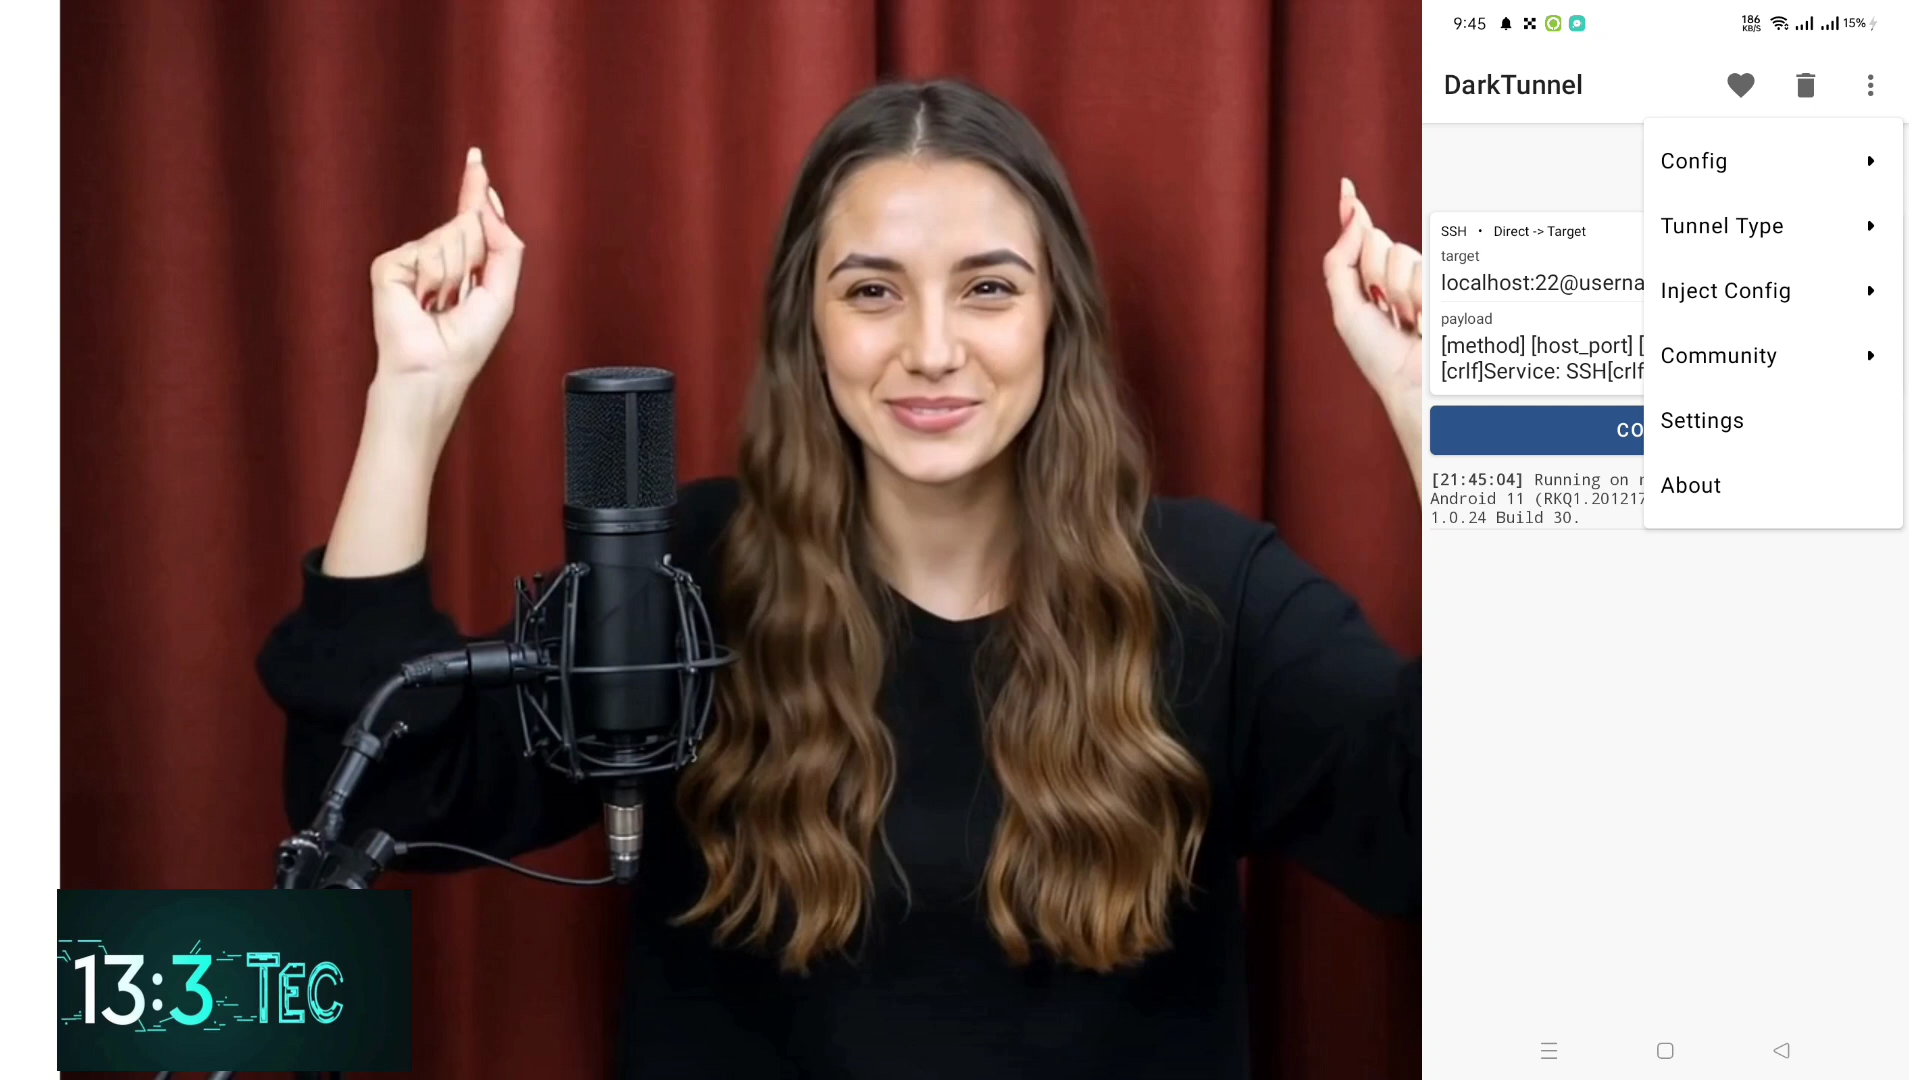 9:45
186
KB/S
15%
DarkTunnel
Config
Tunnel Type
Inject Config
Community
Settings
About
SSH • Direct -> Target
target
localhost:22@userna
payload
[method] [host_port] [
[crlf]Service: SSH[crlf
CO
[21:45:04] Running on
Android 11 (RKQ1.201217
1.0.24 Build 30.
13:3 TEC